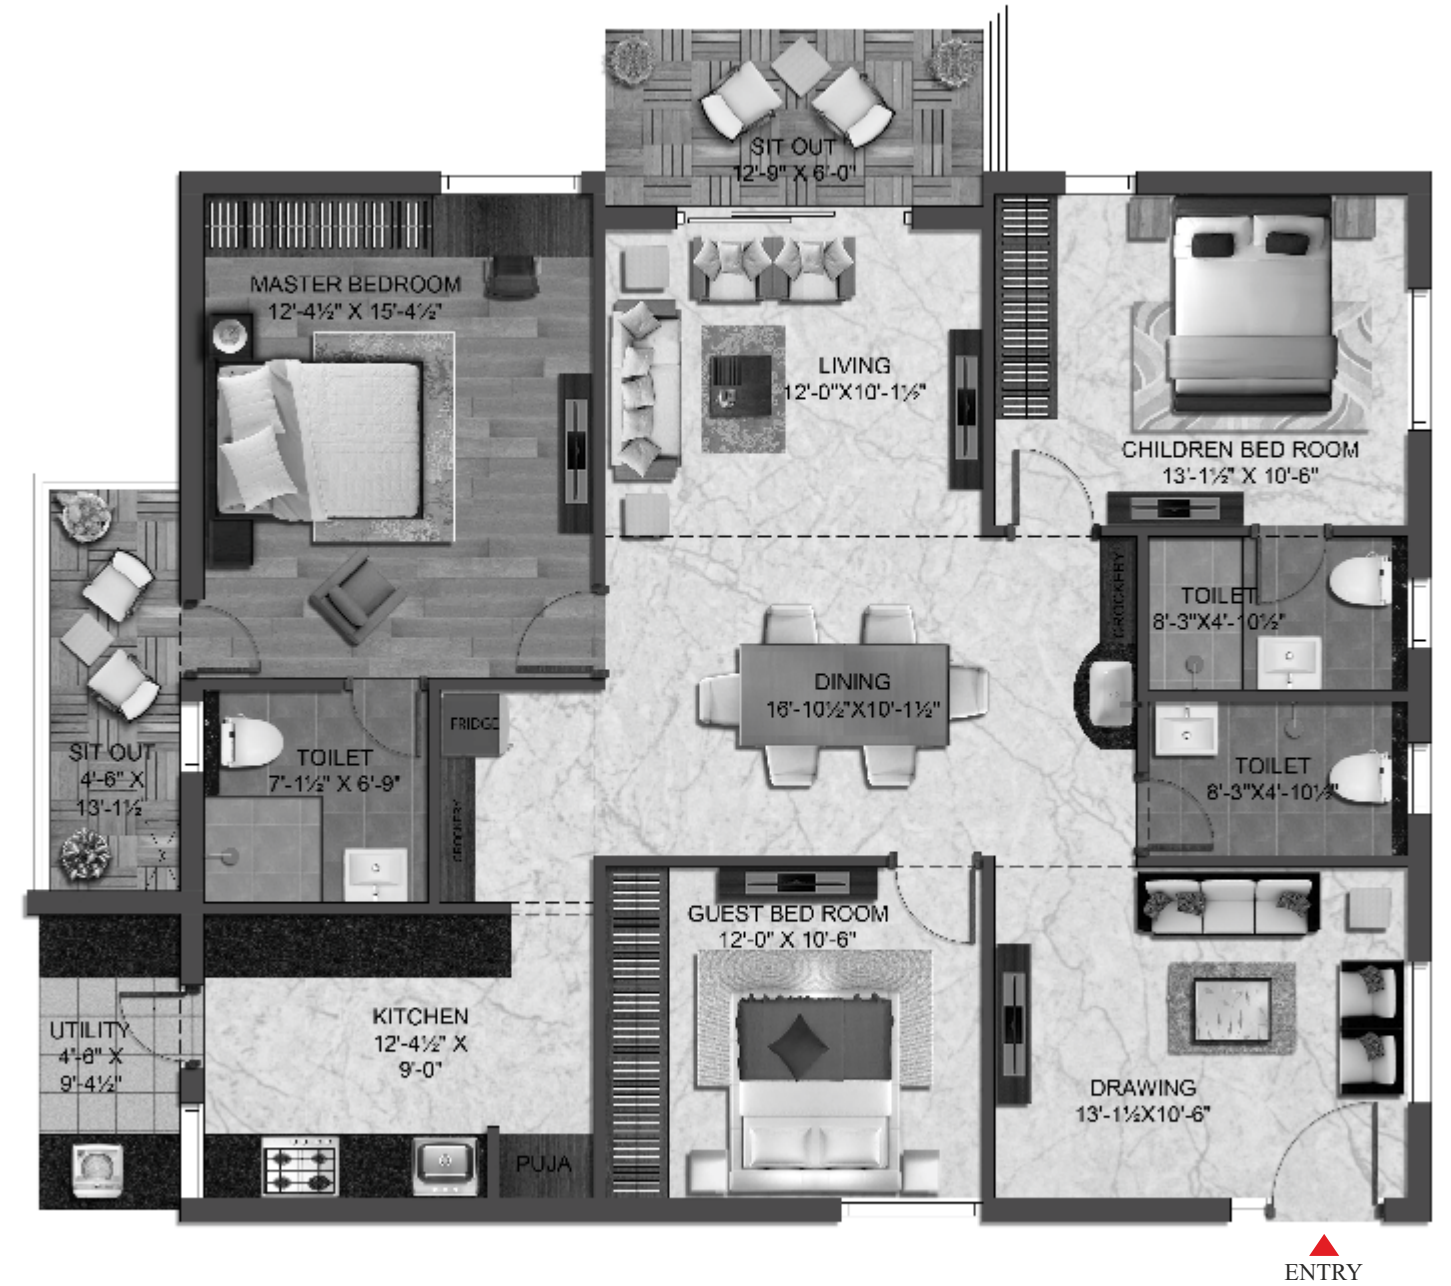 SIT OUT
12'-9" X 6'-0"
MASTER BEDROOM
12'-4½" X 15'-4½"
LIVING
12'-0"X10'-1½"
CHILDREN BED ROOM
13'-1½" X 10'-6"
CROCKERY
TOILET
8'-3"X4'-10½"
DINING
16'-10½"X10'-1½"
FRIDGE
SIT OUT
4'-6" X
13'-1½"
TOILET
7'-1½" X 6'-9"
TOILET
8'-3"X4'-10½"
CROCKERY
GUEST BED ROOM
12'-0" X 10'-6"
KITCHEN
12'-4½" X
9'-0"
UTILITY
4'-6" X
9'-4½"
DRAWING
13'-1½X10'-6"
PUJA
ENTRY